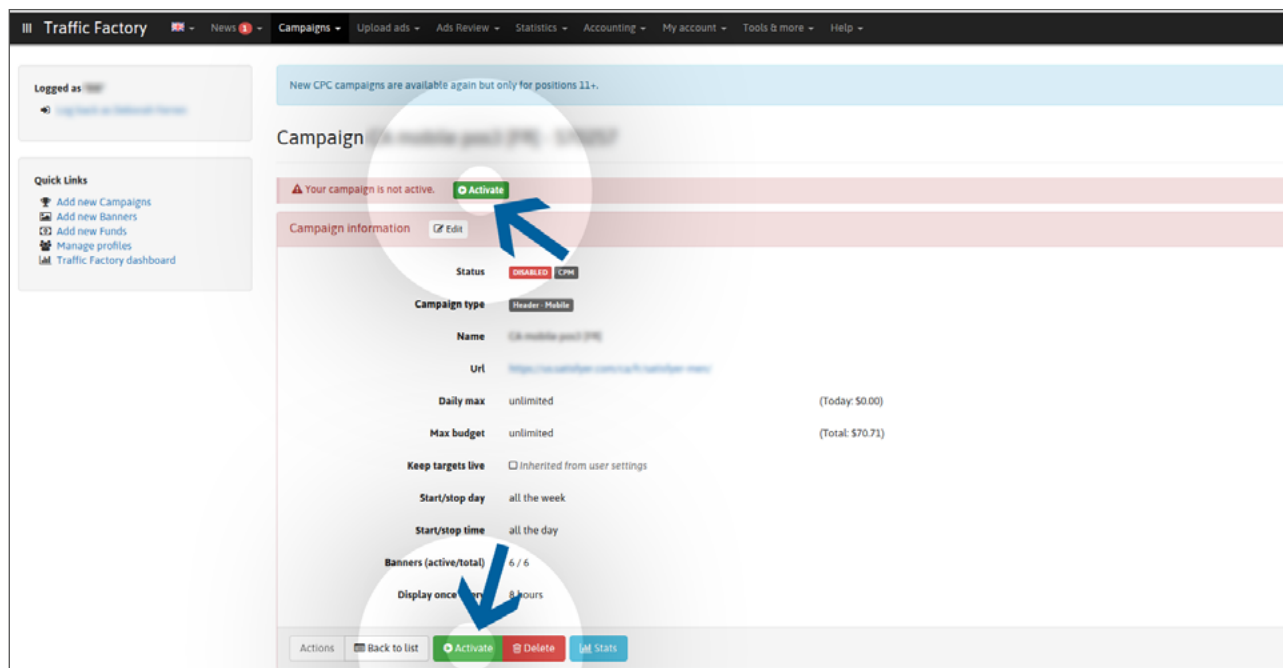 Traffic Factory News 1 Campaigns Upload ads Ads Review Statistics Accounting My account Tools & more Help
Logged as
New CPC campaigns are available again but only for positions 11+.
Campaign
Quick Links
Add new Campaigns
Add new Banners
Add new Funds
Manage profiles
Traffic Factory dashboard
Your campaign is not active. Activate
Campaign information Edit
Status DISABLED CPM
Campaign type Header - Mobile
Name
Url
Daily max unlimited (Today: $0.00)
Max budget unlimited (Total: $70.71)
Keep targets live Inherited from user settings
Start/stop day all the week
Start/stop time all the day
Banners (active/total) 6 / 6
Display once hours
Actions Back to list Activate Delete Stats